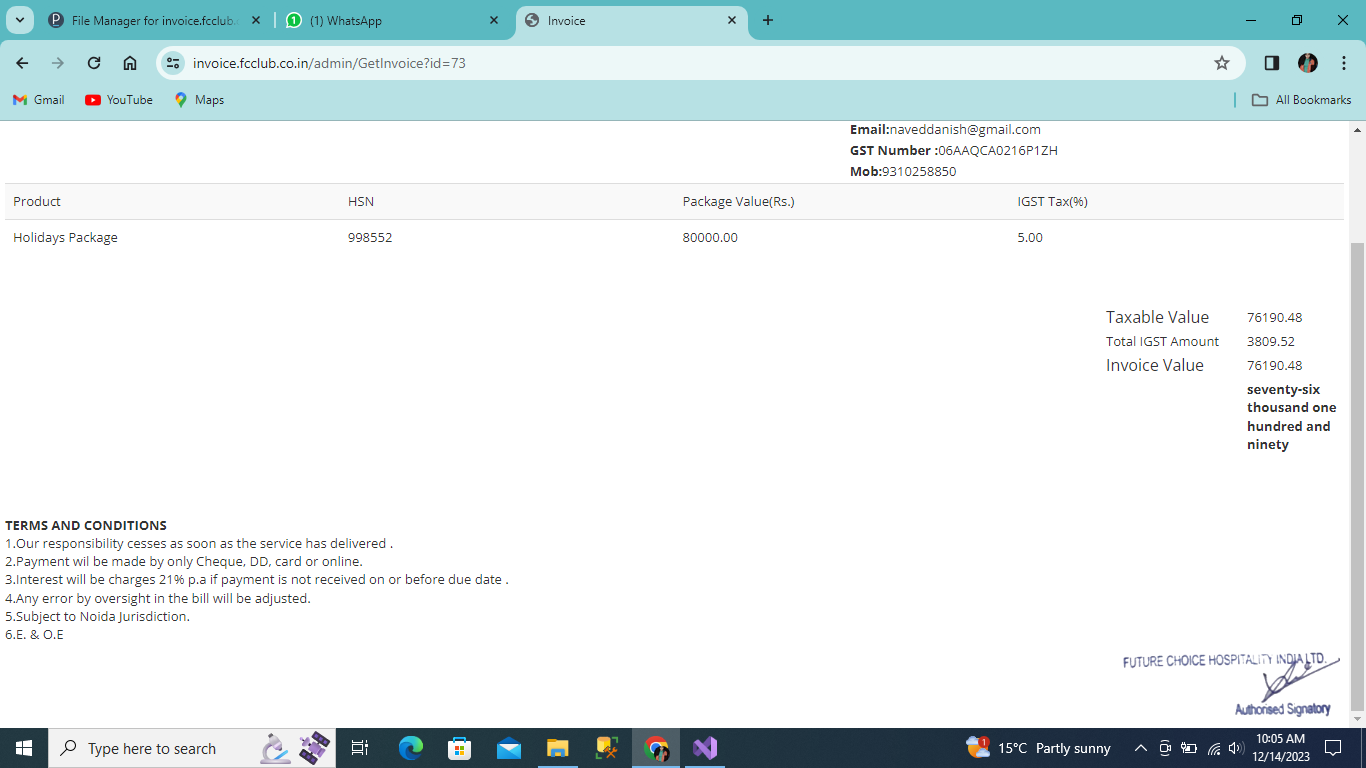 File Manager for invoice.fcclub.
(1) WhatsApp
Invoice
invoice.fcclub.co.in/admin/GetInvoice?id=73
Gmail
YouTube
Maps
All Bookmarks
Email:naveddanish@gmail.com
GST Number :06AAQCA0216P1ZH
Mob:9310258850
Product HSN Package Value(Rs.) IGST Tax(%)
Holidays Package 998552 80000.00 5.00
Taxable Value 76190.48
Total IGST Amount 3809.52
Invoice Value 76190.48
seventy-six
thousand one
hundred and
ninety
TERMS AND CONDITIONS
1.Our responsibility cesses as soon as the service has delivered .
2.Payment wil be made by only Cheque, DD, card or online.
3.Interest will be charges 21% p.a if payment is not received on or before due date .
4.Any error by oversight in the bill will be adjusted.
5.Subject to Noida Jurisdiction.
6.E. & O.E
FUTURE CHOICE HOSPITALITY INDIA LTD.
Authorised Signatory
Type here to search
15°C Partly sunny
10:05 AM
12/14/2023